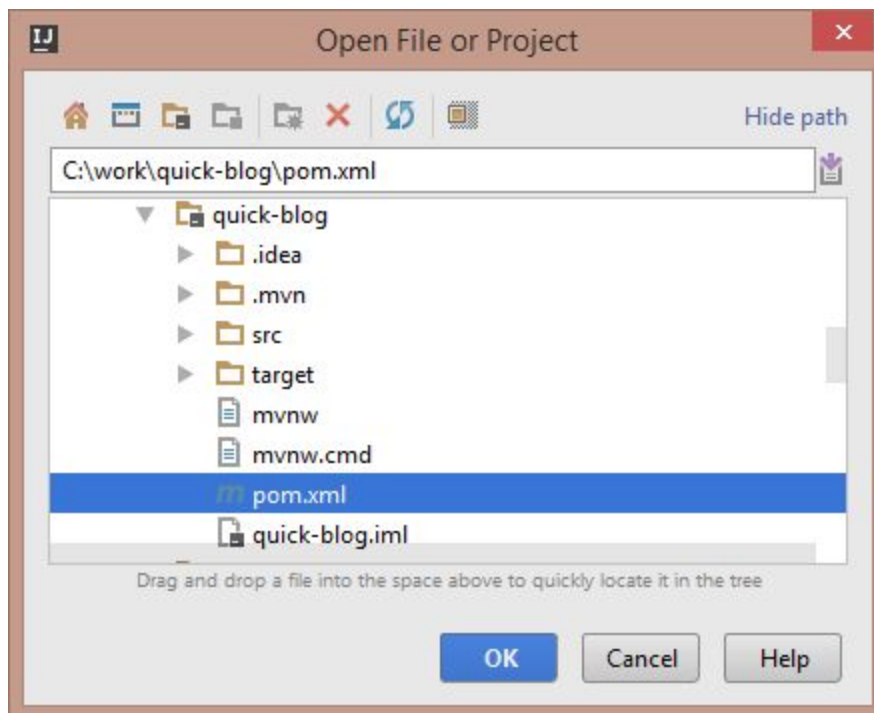 IJ
Open File or Project
Hide path
C:\work\quick-blog\pom.xml
quick-blog
.idea
.mvn
src
target
mvnw
mvnw.cmd
m pom.xml
quick-blog.iml
Drag and drop a file into the space above to quickly locate it in the tree
OK Cancel Help